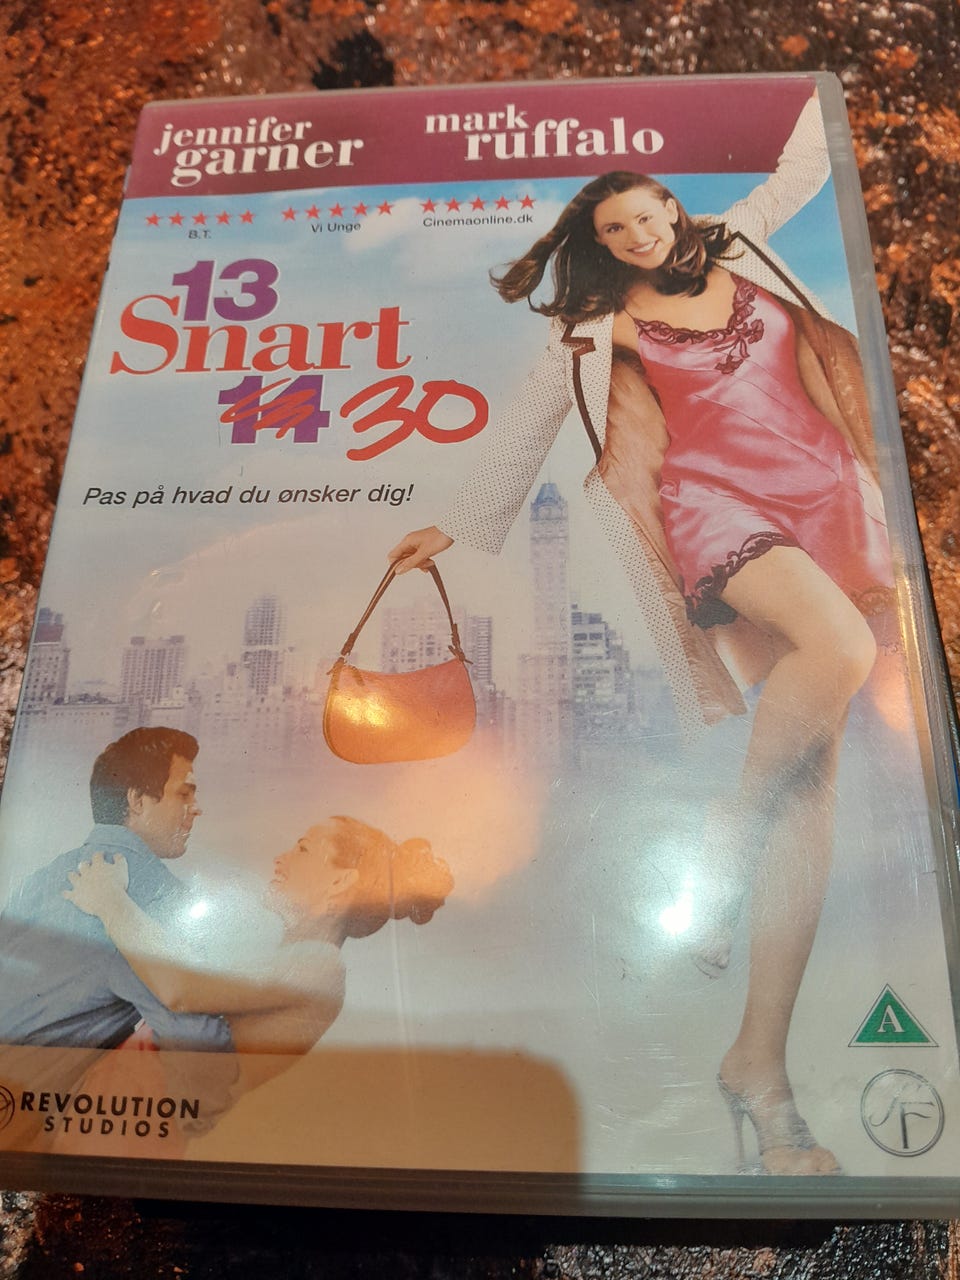 jennifer
garner
mark
ruffalo
★★★★★ ★★★★★ ★★★★★
B.T. Vi Unge Cinemaonline.dk
13
Snart
14 30
Pas på hvad du ønsker dig!
REVOLUTION
STUDIOS
A
SF